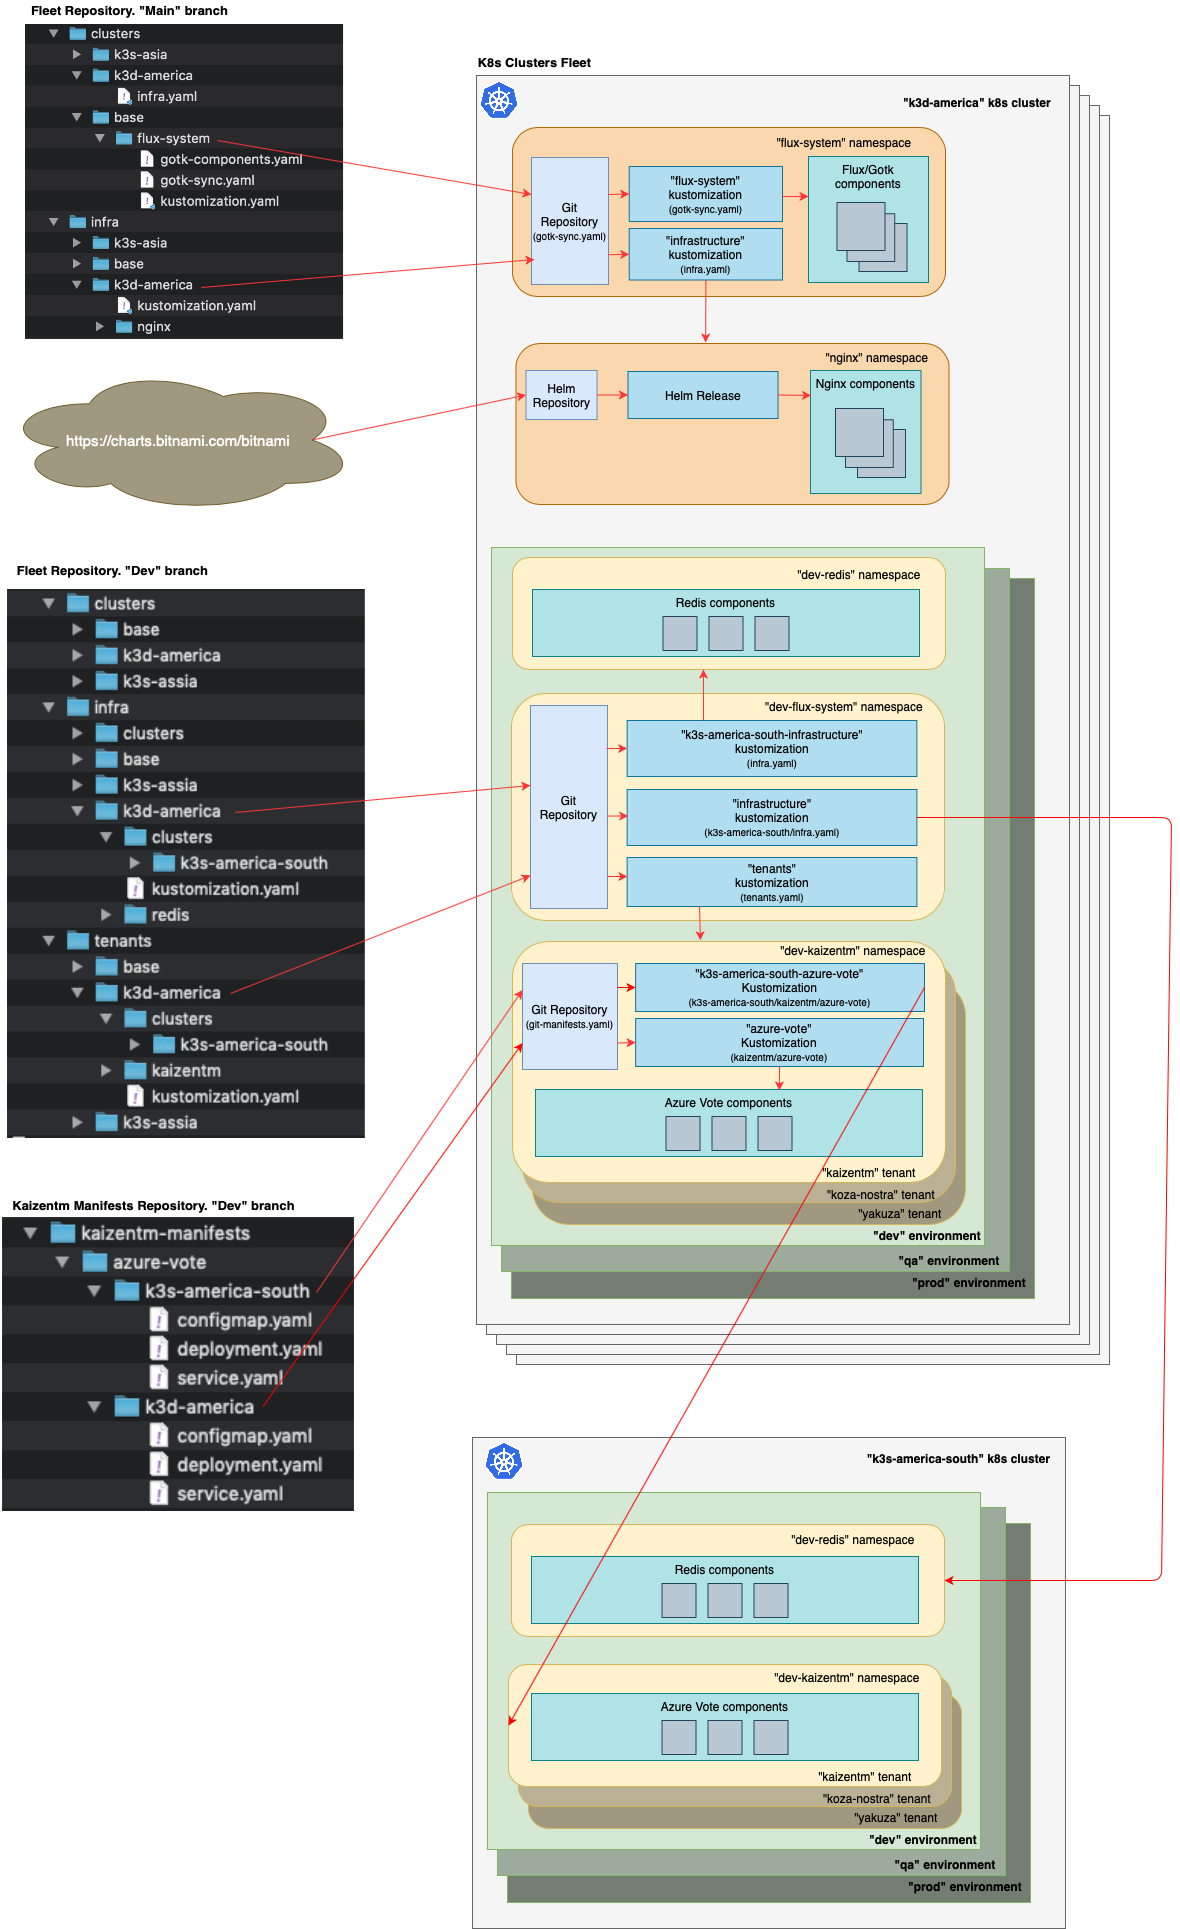 Fleet Repository. "Main" branch
clusters
k3s-asia
k3d-america
infra.yaml
base
flux-system
gotk-components.yaml
gotk-sync.yaml
kustomization.yaml
infra
k3s-asia
base
k3d-america
kustomization.yaml
nginx
https://charts.bitnami.com/bitnami
Fleet Repository. "Dev" branch
clusters
base
k3d-america
k3s-assia
infra
clusters
base
k3s-assia
k3d-america
clusters
k3s-america-south
kustomization.yaml
redis
tenants
base
k3d-america
clusters
k3s-america-south
kaizentm
kustomization.yaml
k3s-assia
Kaizentm Manifests Repository. "Dev" branch
kaizentm-manifests
azure-vote
k3s-america-south
configmap.yaml
deployment.yaml
service.yaml
k3d-america
configmap.yaml
deployment.yaml
service.yaml
K8s Clusters Fleet
"k3d-america" k8s cluster
"flux-system" namespace
Git
Repository
(gotk-sync.yaml)
"flux-system"
kustomization
(gotk-sync.yaml)
"infrastructure"
kustomization
(infra.yaml)
Flux/Gotk
components
"nginx" namespace
Helm
Repository
Helm Release
Nginx components
"dev-redis" namespace
Redis components
"dev-flux-system" namespace
Git
Repository
"k3s-america-south-infrastructure"
kustomization
(infra.yaml)
"infrastructure"
kustomization
(k3s-america-south/infra.yaml)
"tenants"
kustomization
(tenants.yaml)
"dev-kaizentm" namespace
Git Repository
(git-manifests.yaml)
"k3s-america-south-azure-vote"
Kustomization
(k3s-america-south/kaizentm/azure-vote)
"azure-vote"
Kustomization
(kaizentm/azure-vote)
Azure Vote components
"kaizentm" tenant
"koza-nostra" tenant
"yakuza" tenant
"dev" environment
"qa" environment
"prod" environment
"k3s-america-south" k8s cluster
"dev-redis" namespace
Redis components
"dev-kaizentm" namespace
Azure Vote components
"kaizentm" tenant
"koza-nostra" tenant
"yakuza" tenant
"dev" environment
"qa" environment
"prod" environment